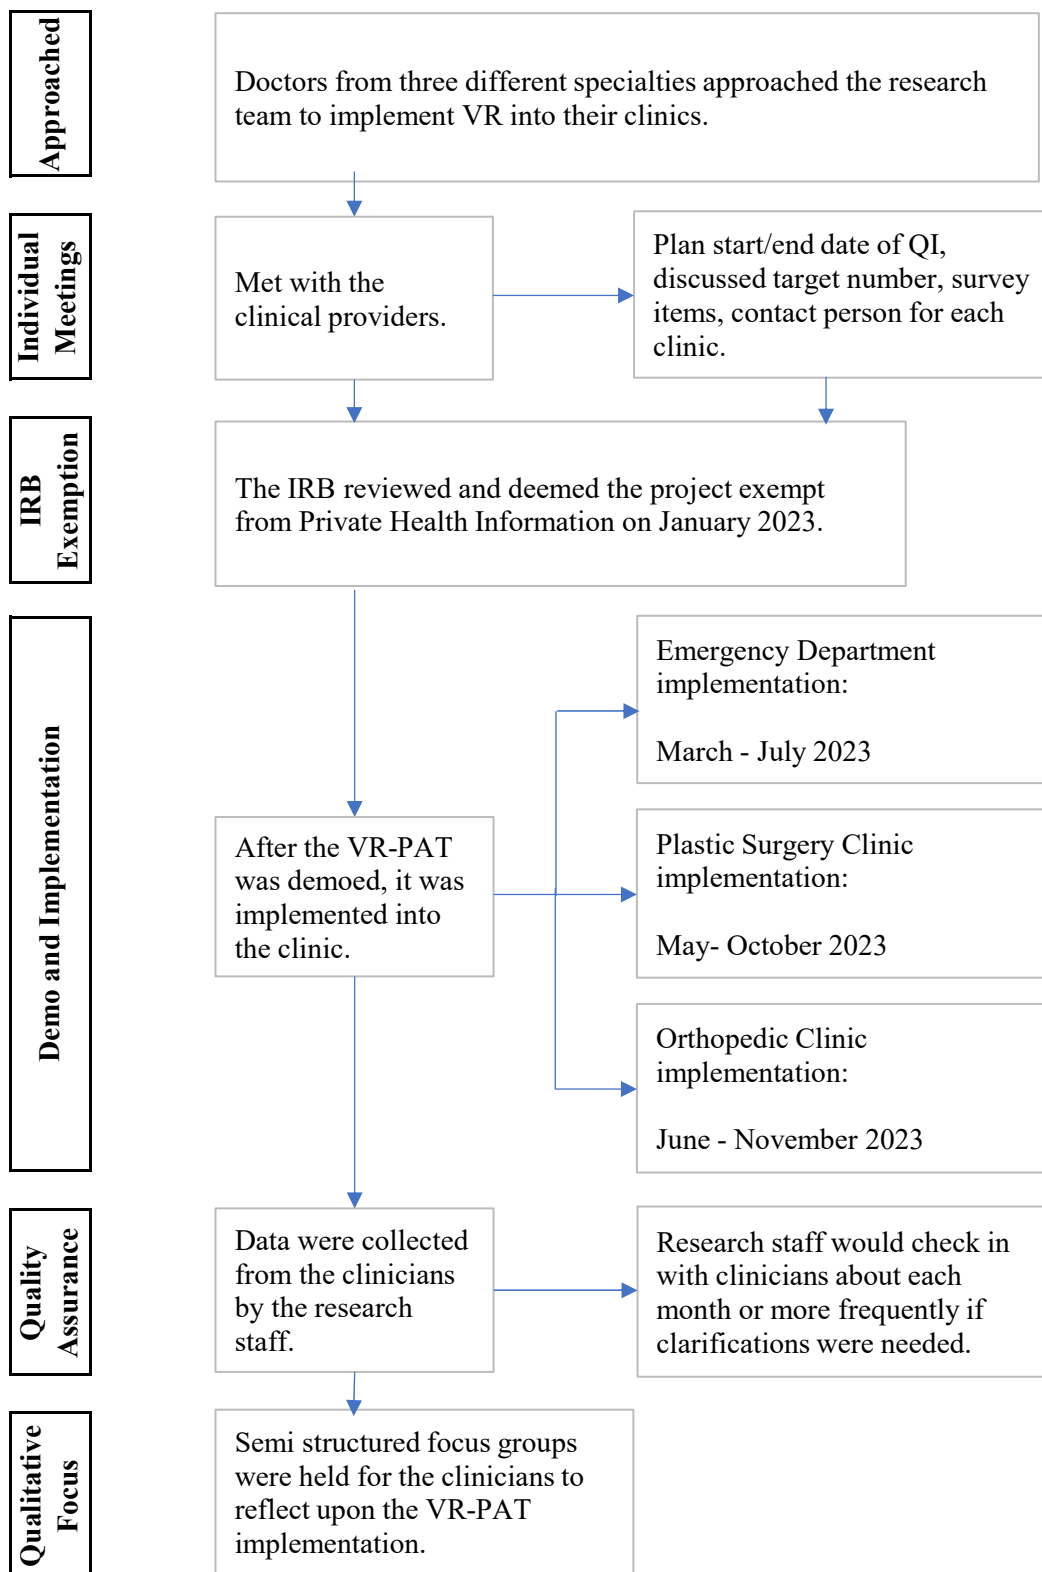 Approached
Doctors from three different specialties approached the research
team to implement VR into their clinics.
Individual
Meetings
Met with the
clinical providers.
Plan start/end date of QI,
discussed target number, survey
items, contact person for each
clinic.
IRB
Exemption
The IRB reviewed and deemed the project exempt
from Private Health Information on January 2023.
Demo and Implementation
After the VR-PAT
was demoed, it was
implemented into
the clinic.
Emergency Department
implementation:
March - July 2023
Plastic Surgery Clinic
implementation:
May- October 2023
Orthopedic Clinic
implementation:
June - November 2023
Quality
Assurance
Data were collected
from the clinicians
by the research
staff.
Research staff would check in
with clinicians about each
month or more frequently if
clarifications were needed.
Qualitative
Focus
Semi structured focus groups
were held for the clinicians to
reflect upon the VR-PAT
implementation.